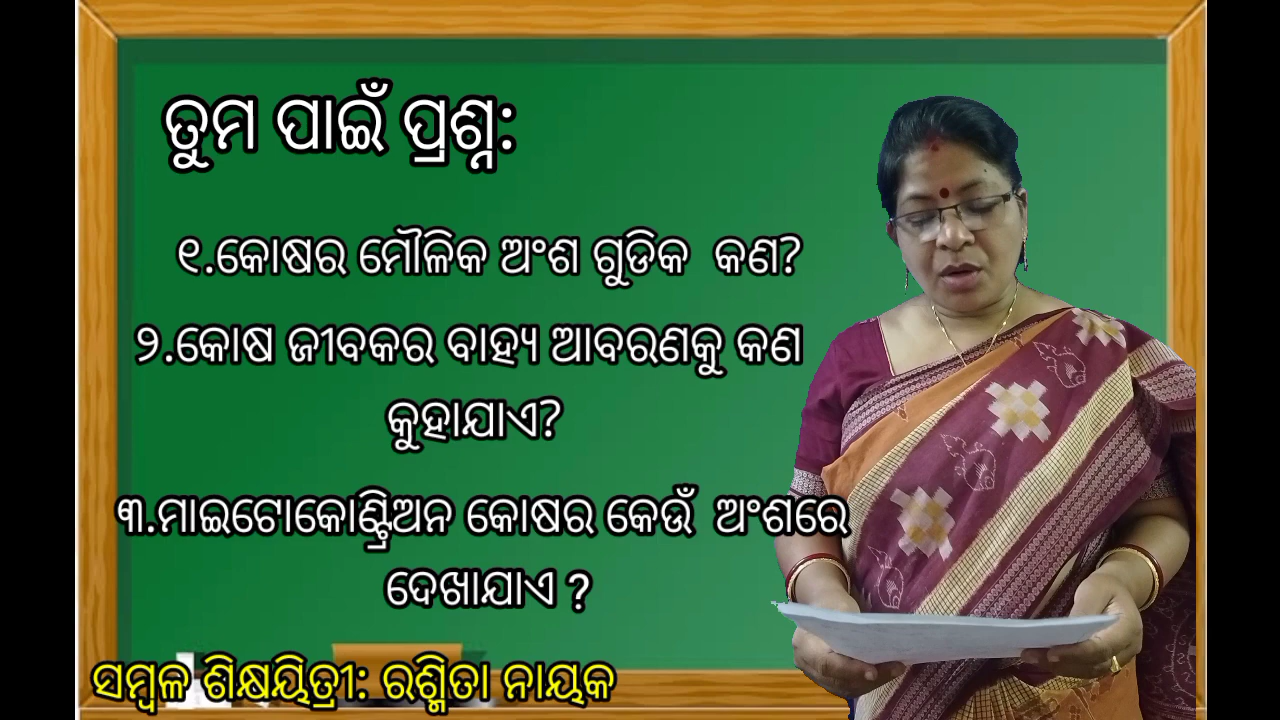 ତୁମ ପାଇଁ ପ୍ରଶ୍ନ:
୧.କୋଷର ମୌଳିକ ଅଂଶ ଗୁଡିକ କଣ?
୨.କୋଷ ଜୀବକର ବାହ୍ୟ ଆବରଣକୁ କଣ
କୁହାଯାଏ?
୩.ମାଇଟୋକୋଣ୍ଟ୍ରିଅନ କୋଷର କେଉଁ ଅଂଶରେ
ଦେଖାଯାଏ ?
ସମ୍ବଳ ଶିକ୍ଷୟିତ୍ରୀ: ରଶ୍ମିତା ନାୟକ